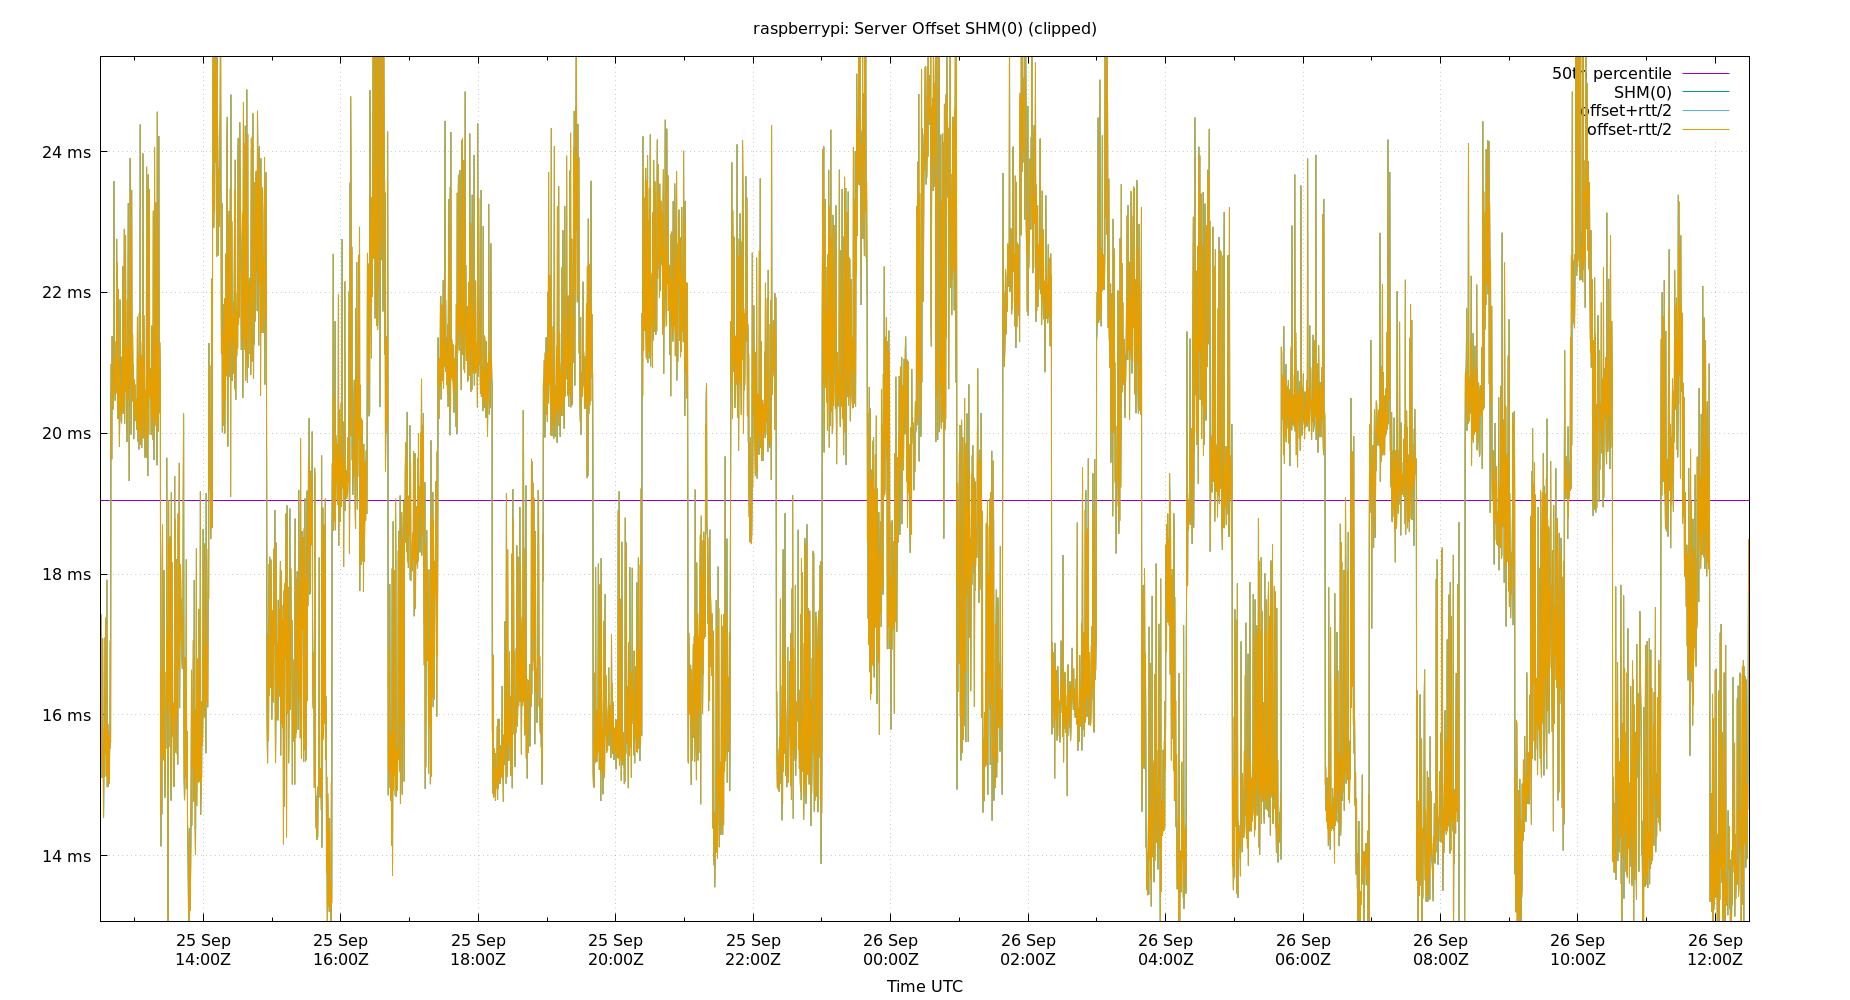 raspberrypi: Server Offset SHM(0) (clipped)
50th percentile
SHM(0)
offset+rtt/2
offset-rtt/2
24 ms
22 ms
20 ms
18 ms
16 ms
14 ms
25 Sep 25 Sep 25 Sep 25 Sep 25 Sep 26 Sep 26 Sep 26 Sep 26 Sep 26 Sep 26 Sep 26 Sep
14:00Z 16:00Z 18:00Z 20:00Z 22:00Z 00:00Z 02:00Z 04:00Z 06:00Z 08:00Z 10:00Z 12:00Z
Time UTC